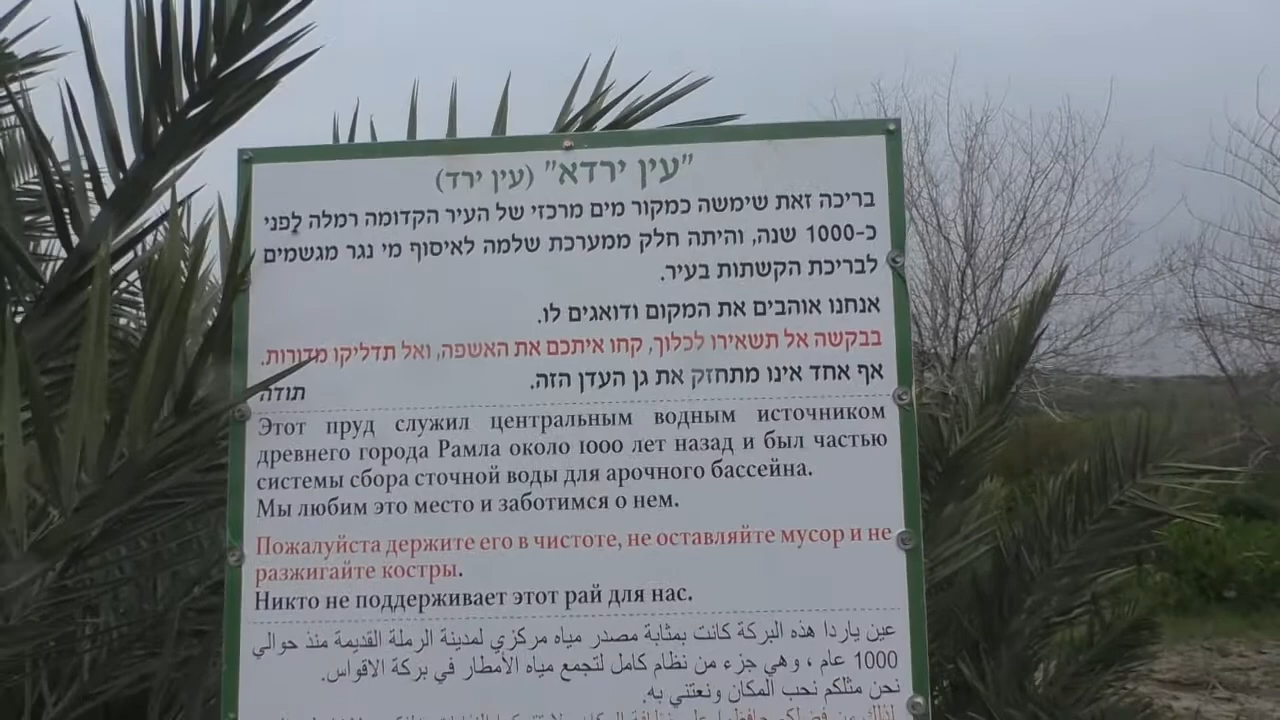 "עין ירדא" (עין ירד)
בריכה זאת שימשה כמקור מים מרכזי של העיר הקדומה רמלה לִפני
כ-1000 שנה, והיתה חלק ממערכת שלמה לאיסוף מי נגר מגשמים
לבריכת הקשתות בעיר.
אנחנו אוהבים את המקום ודואגים לו.
בבקשה אל תשאירו לכלוך, קחו איתכם את האשפה, ואל תדליקו מדורות.
אף אחד אינו מתחזק את גן העדן הזה. תודה
Этот пруд служил центральным водным источником
древнего города Рамла около 1000 лет назад и был частью
системы сбора сточной воды для арочного бассейна.
Мы любим это место и заботимся о нем.
Пожалуйста держите его в чистоте, не оставляйте мусор и не
разжигайте костры.
Никто не поддерживает этот рай для нас.
عين ياردا هذه البركة كانت بمثابة مصدر مياه مركزي لمدينة الرملة القديمة منذ حوالي
1000 عام ، وهي جزء من نظام كامل لتجمع مياه الأمطار في بركة الاقواس.
نحن مثلكم نحب المكان ونعتني به.